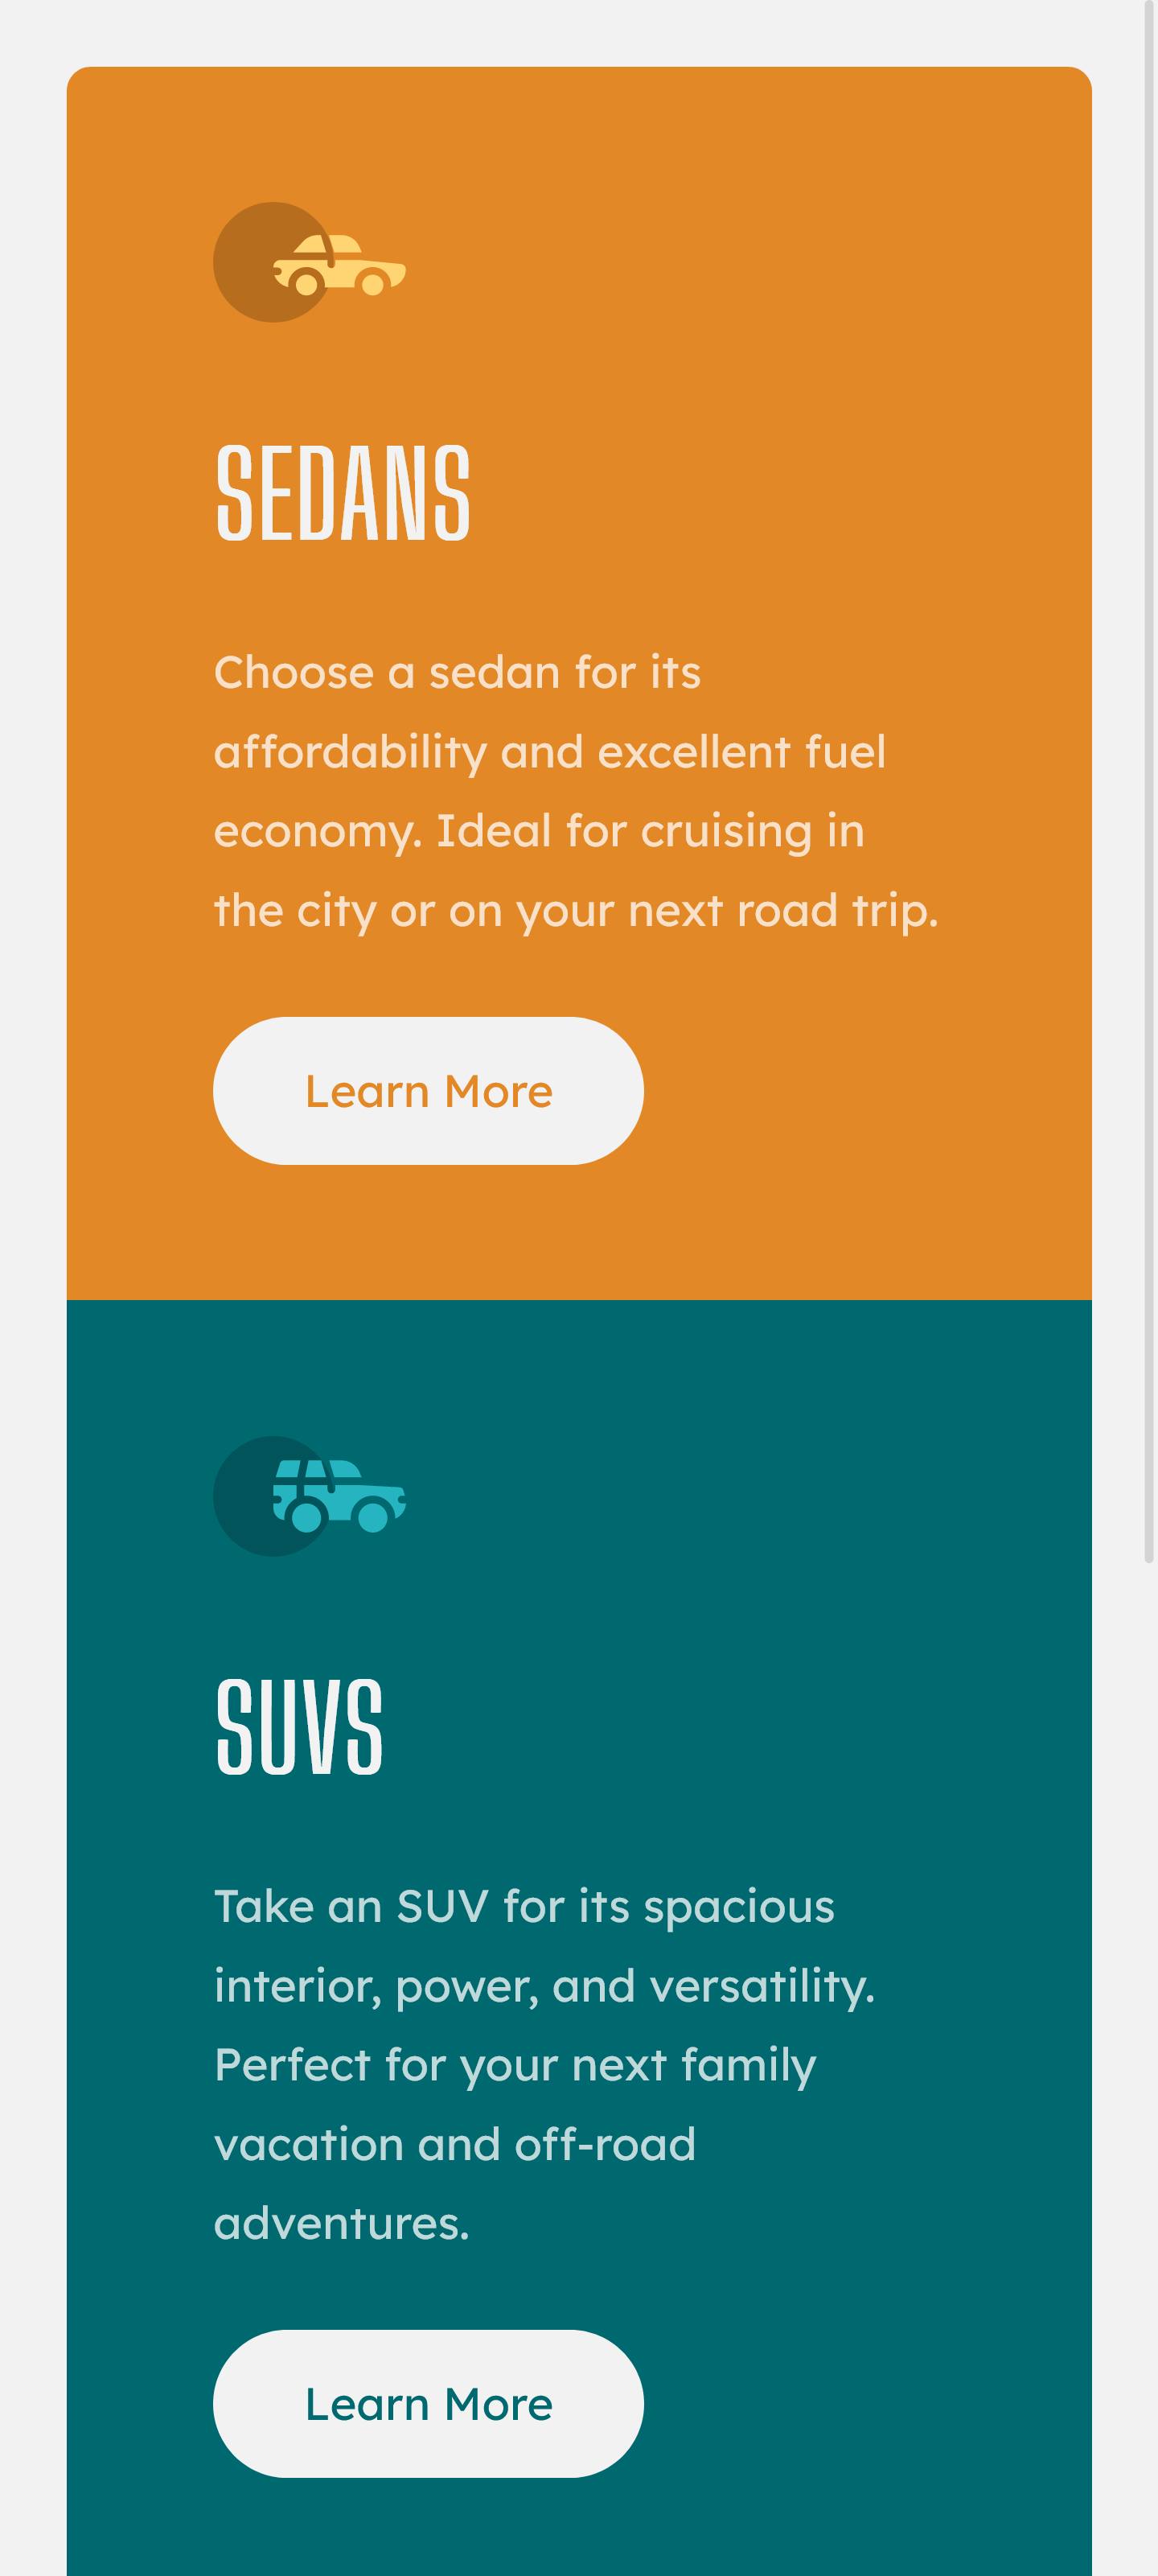 SEDANS
Choose a sedan for its
affordability and excellent fuel
economy. Ideal for cruising in
the city or on your next road trip.
Learn More
SUVS
Take an SUV for its spacious
interior, power, and versatility.
Perfect for your next family
vacation and off-road
adventures.
Learn More